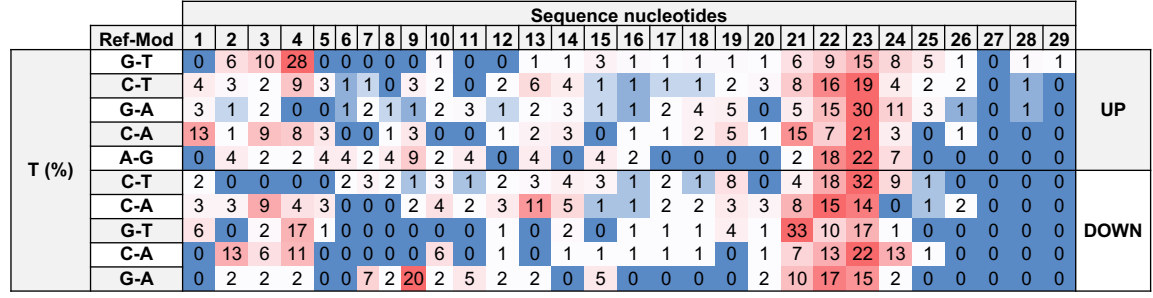 Sequence nucleotides
Ref-Mod 1 2 3 4 5 6 7 8 9 10 11 12 13 14 15 16 17 18 19 20 21 22 23 24 25 26 27 28 29
G-T 0 6 10 28 0 0 0 0 0 1 0 0 1 1 3 1 1 1 1 1 6 9 15 8 5 1 0 1 1
C-T 4 3 2 9 3 1 1 0 3 2 0 2 6 4 1 1 1 1 2 3 8 16 19 4 2 2 0 1 0
G-A 3 1 2 0 0 1 2 1 1 2 3 1 2 3 1 1 2 4 5 0 5 15 30 11 3 1 0 1 0
UP
C-A 13 1 9 8 3 0 0 1 3 0 0 1 2 3 0 1 1 2 5 1 15 7 21 3 0 1 0 0 0
A-G 0 4 2 2 4 4 2 4 9 2 4 0 4 0 4 2 0 0 0 0 2 18 22 7 0 0 0 0 0
T (%)
C-T 2 0 0 0 0 2 3 2 1 3 1 2 3 4 3 1 2 1 8 0 4 18 32 9 1 0 0 0 0
C-A 3 3 9 4 3 0 0 0 2 4 2 3 11 5 1 1 2 2 3 3 8 15 14 0 1 2 0 0 0
G-T 6 0 2 17 1 0 0 0 0 0 0 1 0 2 0 1 1 1 4 1 33 10 17 1 0 0 0 0 0
DOWN
C-A 0 13 6 11 0 0 0 0 0 6 0 1 0 1 1 1 1 1 0 1 7 13 22 13 1 0 0 0 0
G-A 0 2 2 2 0 0 7 2 20 2 5 2 2 0 5 0 0 0 0 2 10 17 15 2 0 0 0 0 0